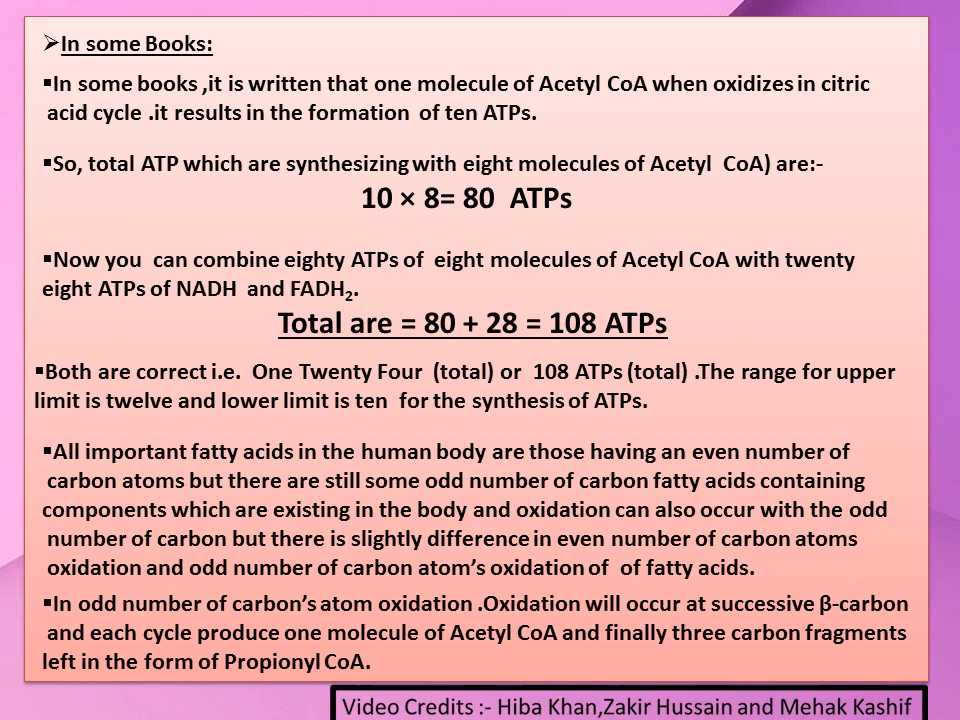 ➢In some Books:
▪In some books ,it is written that one molecule of Acetyl CoA when oxidizes in citric
acid cycle .it results in the formation of ten ATPs.
▪So, total ATP which are synthesizing with eight molecules of Acetyl CoA) are:-
10 × 8= 80 ATPs
▪Now you can combine eighty ATPs of eight molecules of Acetyl CoA with twenty
eight ATPs of NADH and FADH₂.
Total are = 80 + 28 = 108 ATPs
▪Both are correct i.e. One Twenty Four (total) or 108 ATPs (total) .The range for upper
limit is twelve and lower limit is ten for the synthesis of ATPs.
▪All important fatty acids in the human body are those having an even number of
carbon atoms but there are still some odd number of carbon fatty acids containing
components which are existing in the body and oxidation can also occur with the odd
number of carbon but there is slightly difference in even number of carbon atoms
oxidation and odd number of carbon atom's oxidation of of fatty acids.
▪In odd number of carbon's atom oxidation .Oxidation will occur at successive β-carbon
and each cycle produce one molecule of Acetyl CoA and finally three carbon fragments
left in the form of Propionyl CoA.
Video Credits :- Hiba Khan,Zakir Hussain and Mehak Kashif